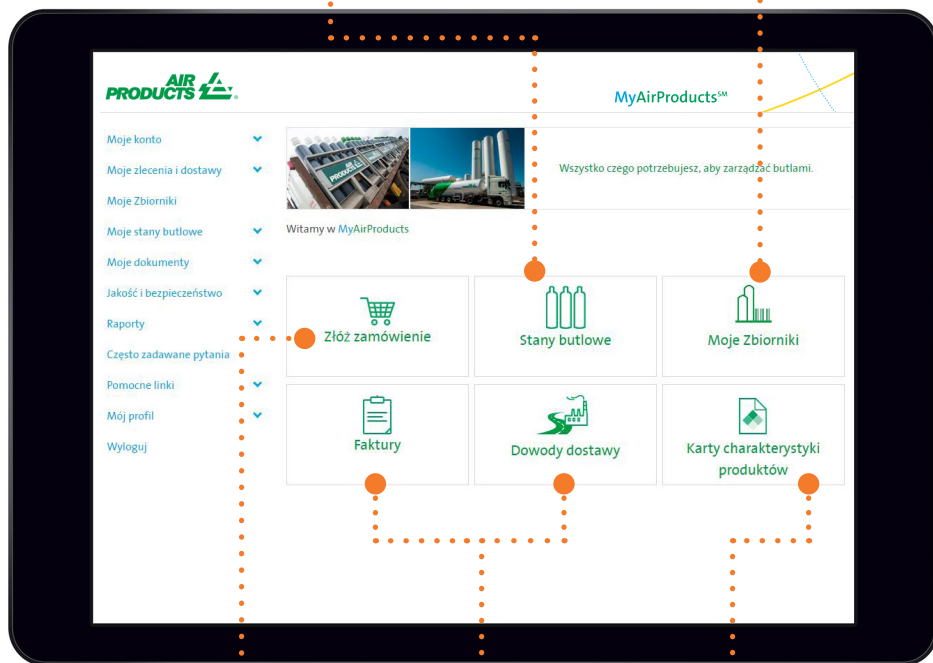 AIR
PRODUCTS
MyAirProducts℠
Moje konto
Moje zlecenia i dostawy
Moje Zbiorniki
Moje stany butlowe
Moje dokumenty
Jakość i bezpieczeństwo
Raporty
Często zadawane pytania
Pomocne linki
Mój profil
Wyloguj
Wszystko czego potrzebujesz, aby zarządzać butlami.
Witamy w MyAirProducts
Złóż zamówienie
Stany butlowe
Moje Zbiorniki
Faktury
Dowody dostawy
Karty charakterystyki
produktów